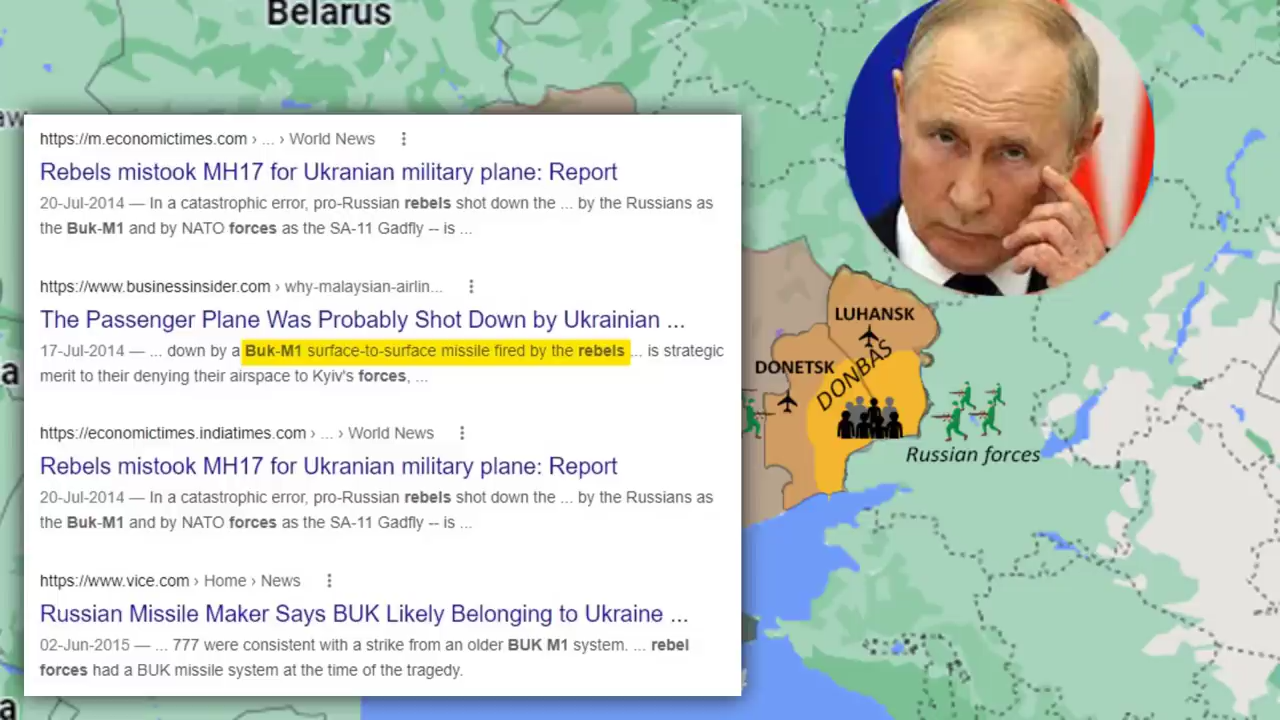 Belarus
https://m.economictimes.com › ... › World News
Rebels mistook MH17 for Ukranian military plane: Report
20-Jul-2014 — In a catastrophic error, pro-Russian rebels shot down the ... by the Russians as
the Buk-M1 and by NATO forces as the SA-11 Gadfly -- is ...
https://www.businessinsider.com › why-malaysian-airlin...
The Passenger Plane Was Probably Shot Down by Ukrainian ...
17-Jul-2014 — ... down by a Buk-M1 surface-to-surface missile fired by the rebels ... is strategic
merit to their denying their airspace to Kyiv's forces, ...
https://economictimes.indiatimes.com › ... › World News
Rebels mistook MH17 for Ukranian military plane: Report
20-Jul-2014 — In a catastrophic error, pro-Russian rebels shot down the ... by the Russians as
the Buk-M1 and by NATO forces as the SA-11 Gadfly -- is ...
https://www.vice.com › Home › News
Russian Missile Maker Says BUK Likely Belonging to Ukraine ...
02-Jun-2015 — ... 777 were consistent with a strike from an older BUK M1 system. ... rebel
forces had a BUK missile system at the time of the tragedy.
LUHANSK
DONETSK
DONBAS
Russian forces